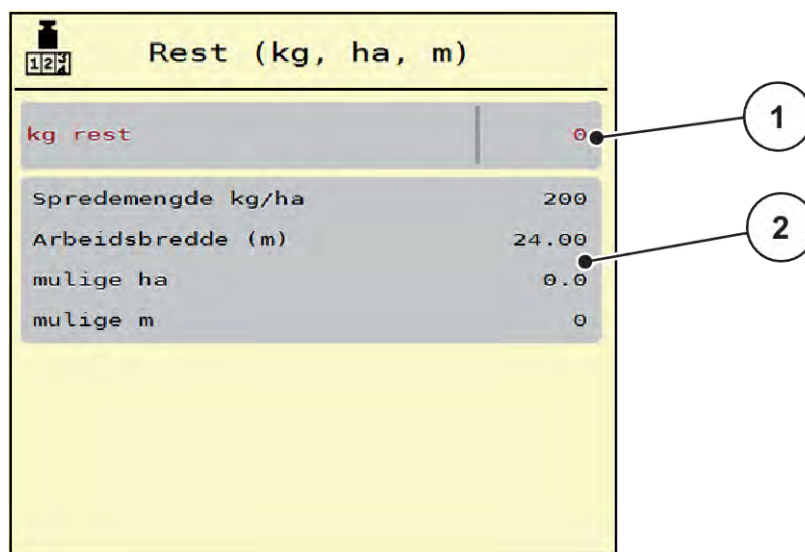 123
Rest (kg, ha, m)
kg rest 0
1
Spredemengde kg/ha 200
Arbeidsbredde (m) 24.00
2
mulige ha 0.0
mulige m 0